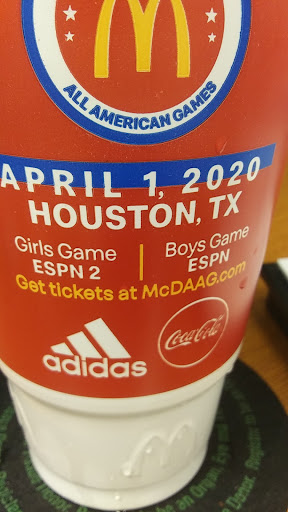 ALL AMERICAN GAMES
APRIL 1, 2020
HOUSTON, TX
Girls Game
ESPN 2
Boys Game
ESPN
Get tickets at McDAAG.com
adidas
Coca-Cola